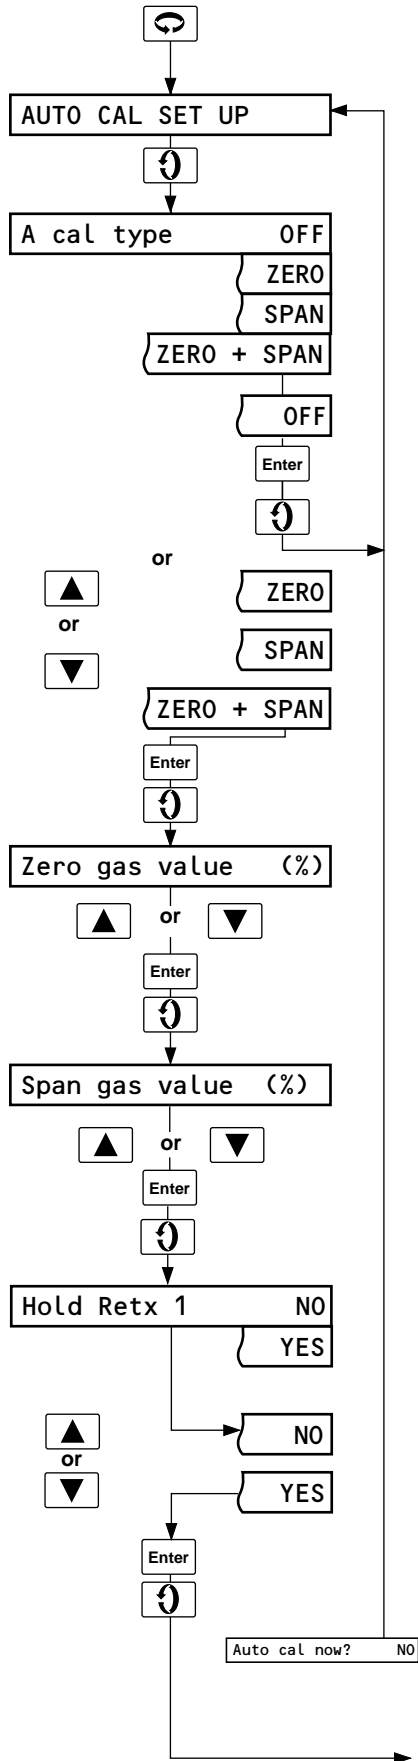 AUTO CAL SET UP
A cal type OFF
ZERO
SPAN
ZERO + SPAN
OFF
Enter
or
ZERO
or
SPAN
ZERO + SPAN
Enter
Zero gas value (%)
or
Enter
Span gas value (%)
or
Enter
Hold Retx 1 NO
YES
NO
or
YES
Enter
Auto cal now? NO